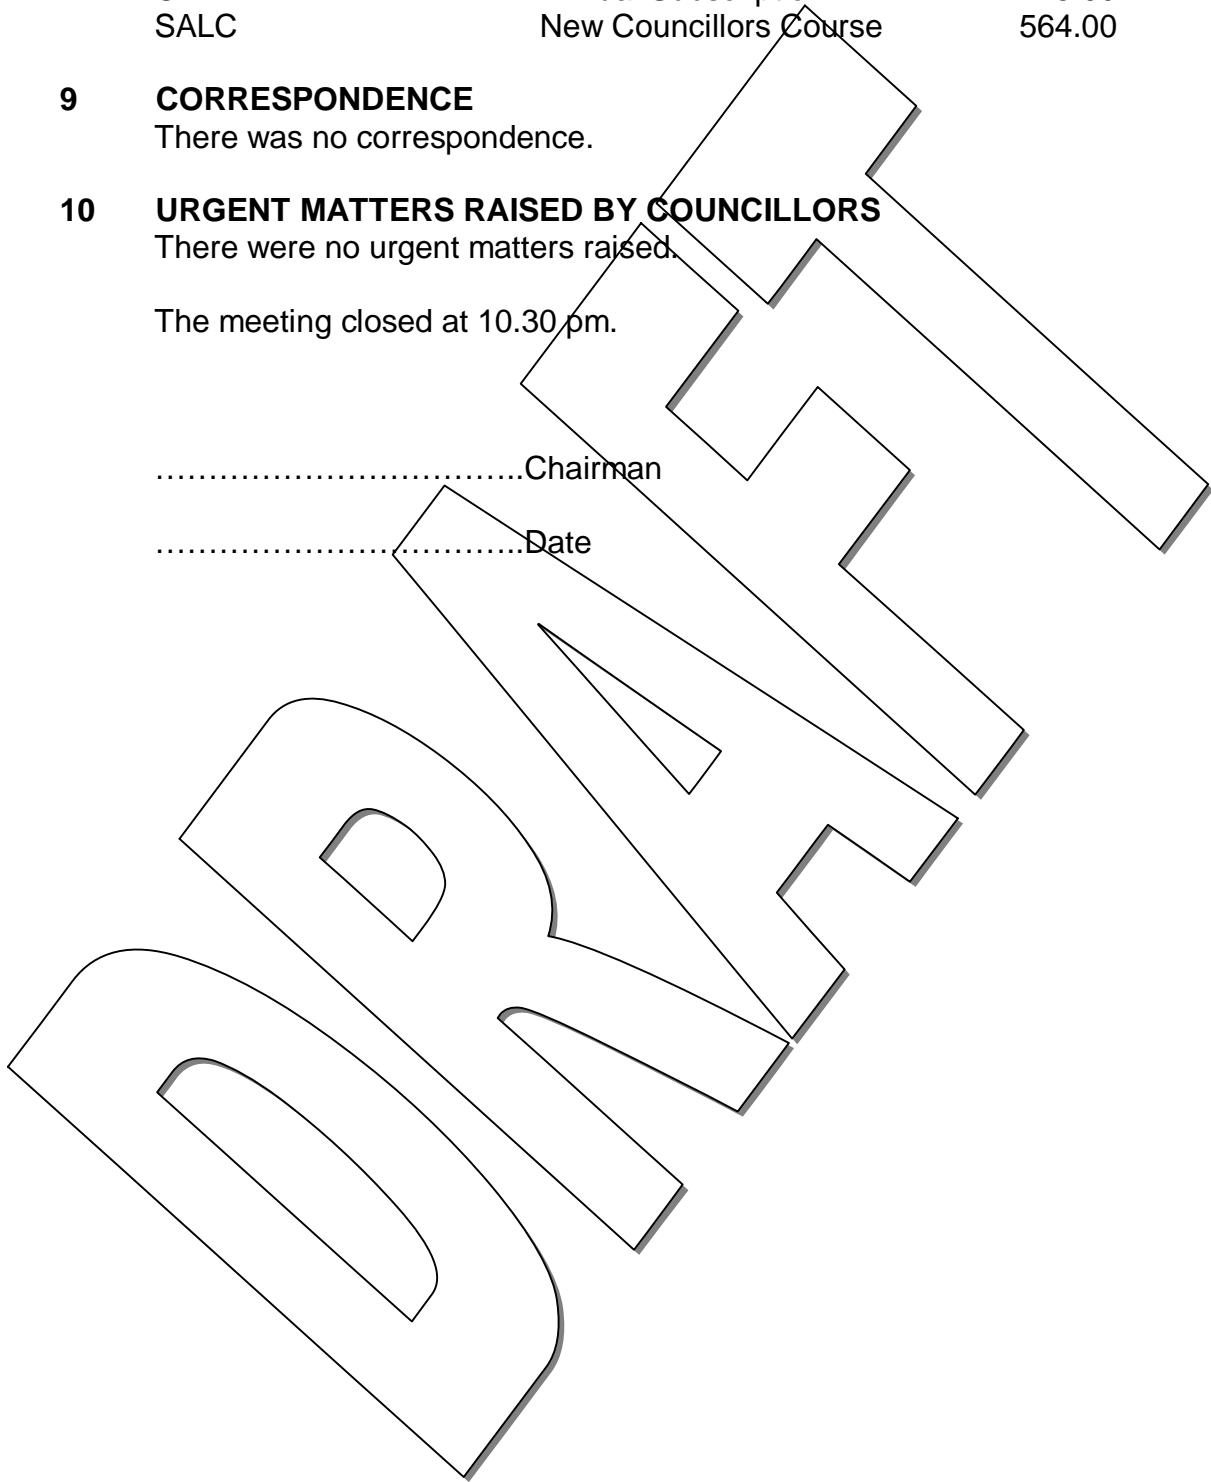 SALC New Councillors Course 564.00
9 CORRESPONDENCE
There was no correspondence.
10 URGENT MATTERS RAISED BY COUNCILLORS
There were no urgent matters raised.
The meeting closed at 10.30 pm.
……………………………..Chairman
……………………………..Date
DRAFT